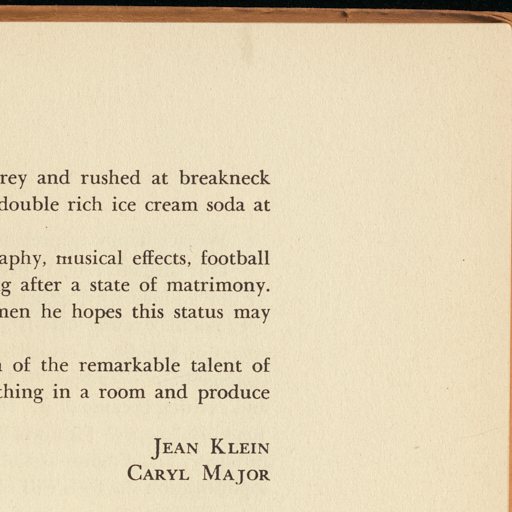 rey and rushed at breakneck
double rich ice cream soda at
aphy, musical effects, football
g after a state of matrimony.
men he hopes this status may
of the remarkable talent of
thing in a room and produce
JEAN KLEIN
CARYL MAJOR